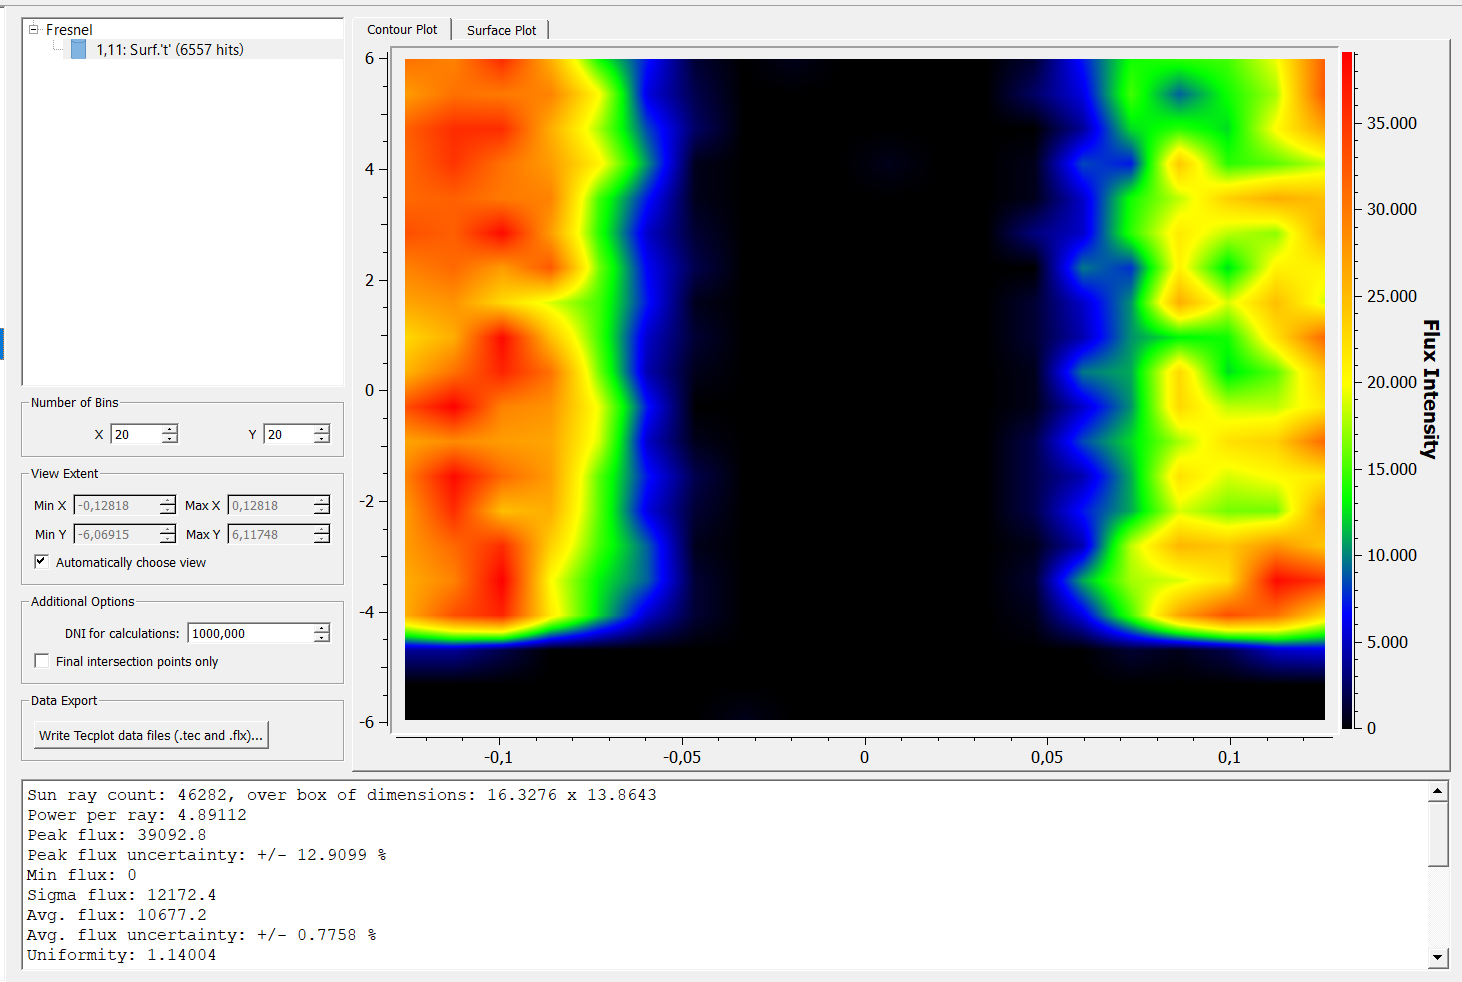 Fresnel
1,11: Surf.'t' (6557 hits)
Number of Bins
X 20 Y 20
View Extent
Min X -0,12818 Max X 0,12818
Min Y -6,06915 Max Y 6,11748
Automatically choose view
Additional Options
DNI for calculations: 1000,000
Final intersection points only
Data Export
Write Tecplot data files (.tec and .flx)...
Contour Plot Surface Plot
6
4
2
0
-2
-4
-6
-0,1 -0,05 0 0,05 0,1
35.000
30.000
25.000
20.000
15.000
10.000
5.000
0
Flux Intensity
Sun ray count: 46282, over box of dimensions: 16.3276 x 13.8643
Power per ray: 4.89112
Peak flux: 39092.8
Peak flux uncertainty: +/- 12.9099 %
Min flux: 0
Sigma flux: 12172.4
Avg. flux: 10677.2
Avg. flux uncertainty: +/- 0.7758 %
Uniformity: 1.14004